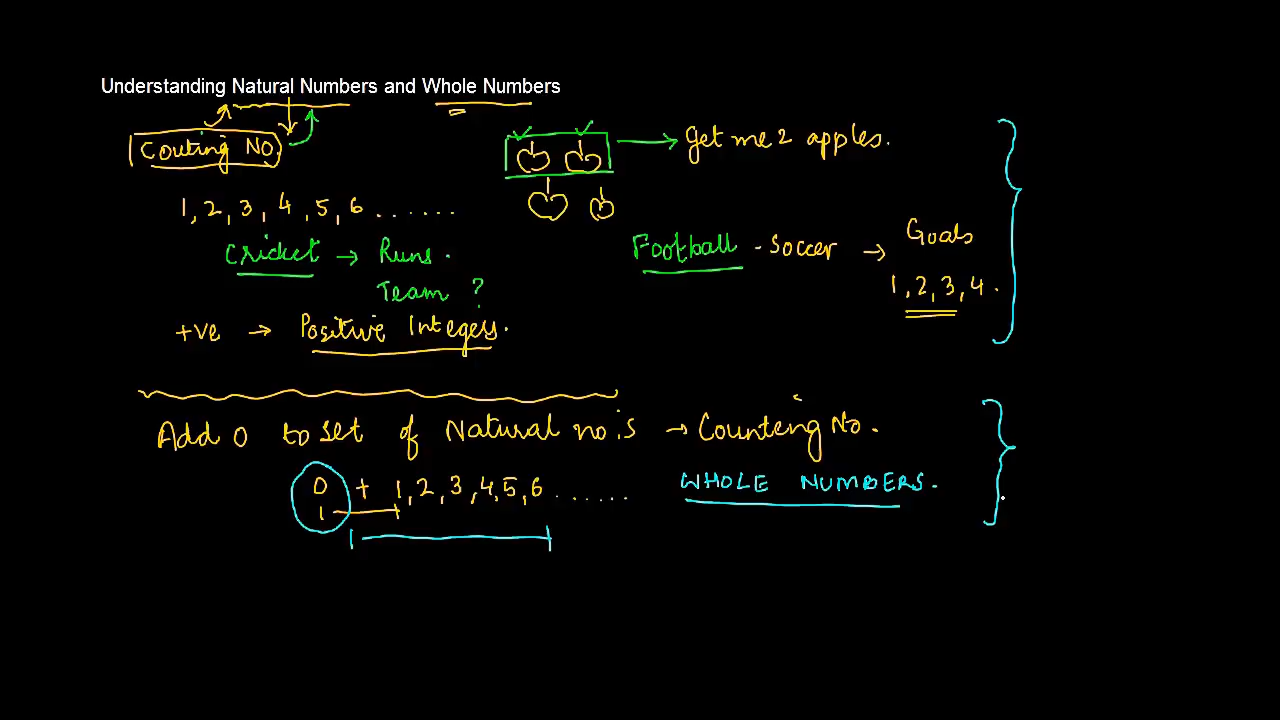 Understanding Natural Numbers and Whole Numbers
Couting NO
get me 2 apples.
1, 2, 3, 4, 5, 6 .......
Cricket → Runs.
Team ?
Football - Soccer → Goals
1, 2, 3, 4.
+ve → Positive Integers.
Add 0 to set of Natural no.s → Counting No.
0 + 1, 2, 3, 4, 5, 6 ......
WHOLE NUMBERS.